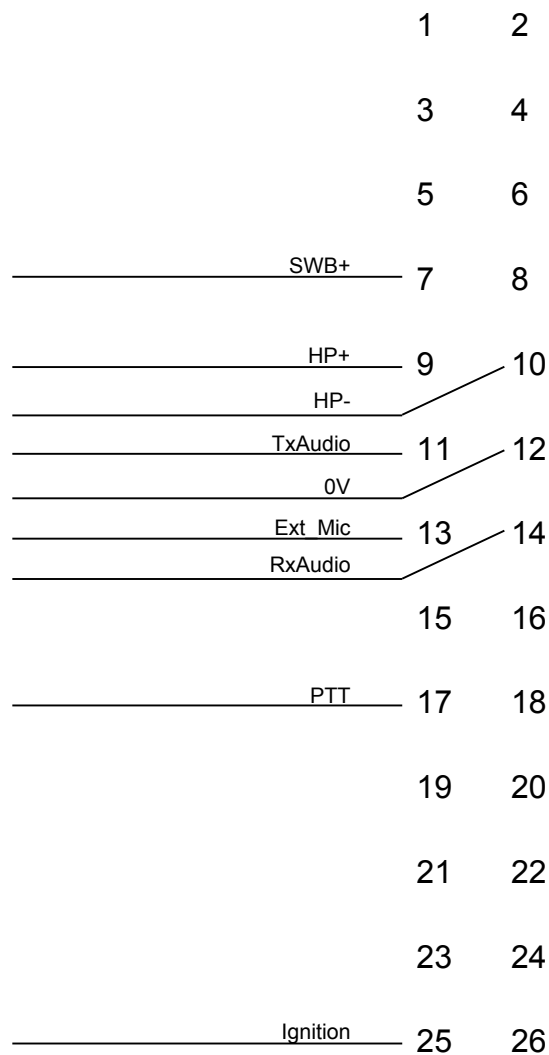 1 2
3 4
5 6
SWB+ 7 8
HP+ 9 10
HP-
TxAudio 11 12
0V
Ext_Mic 13 14
RxAudio
15 16
PTT 17 18
19 20
21 22
23 24
Ignition 25 26